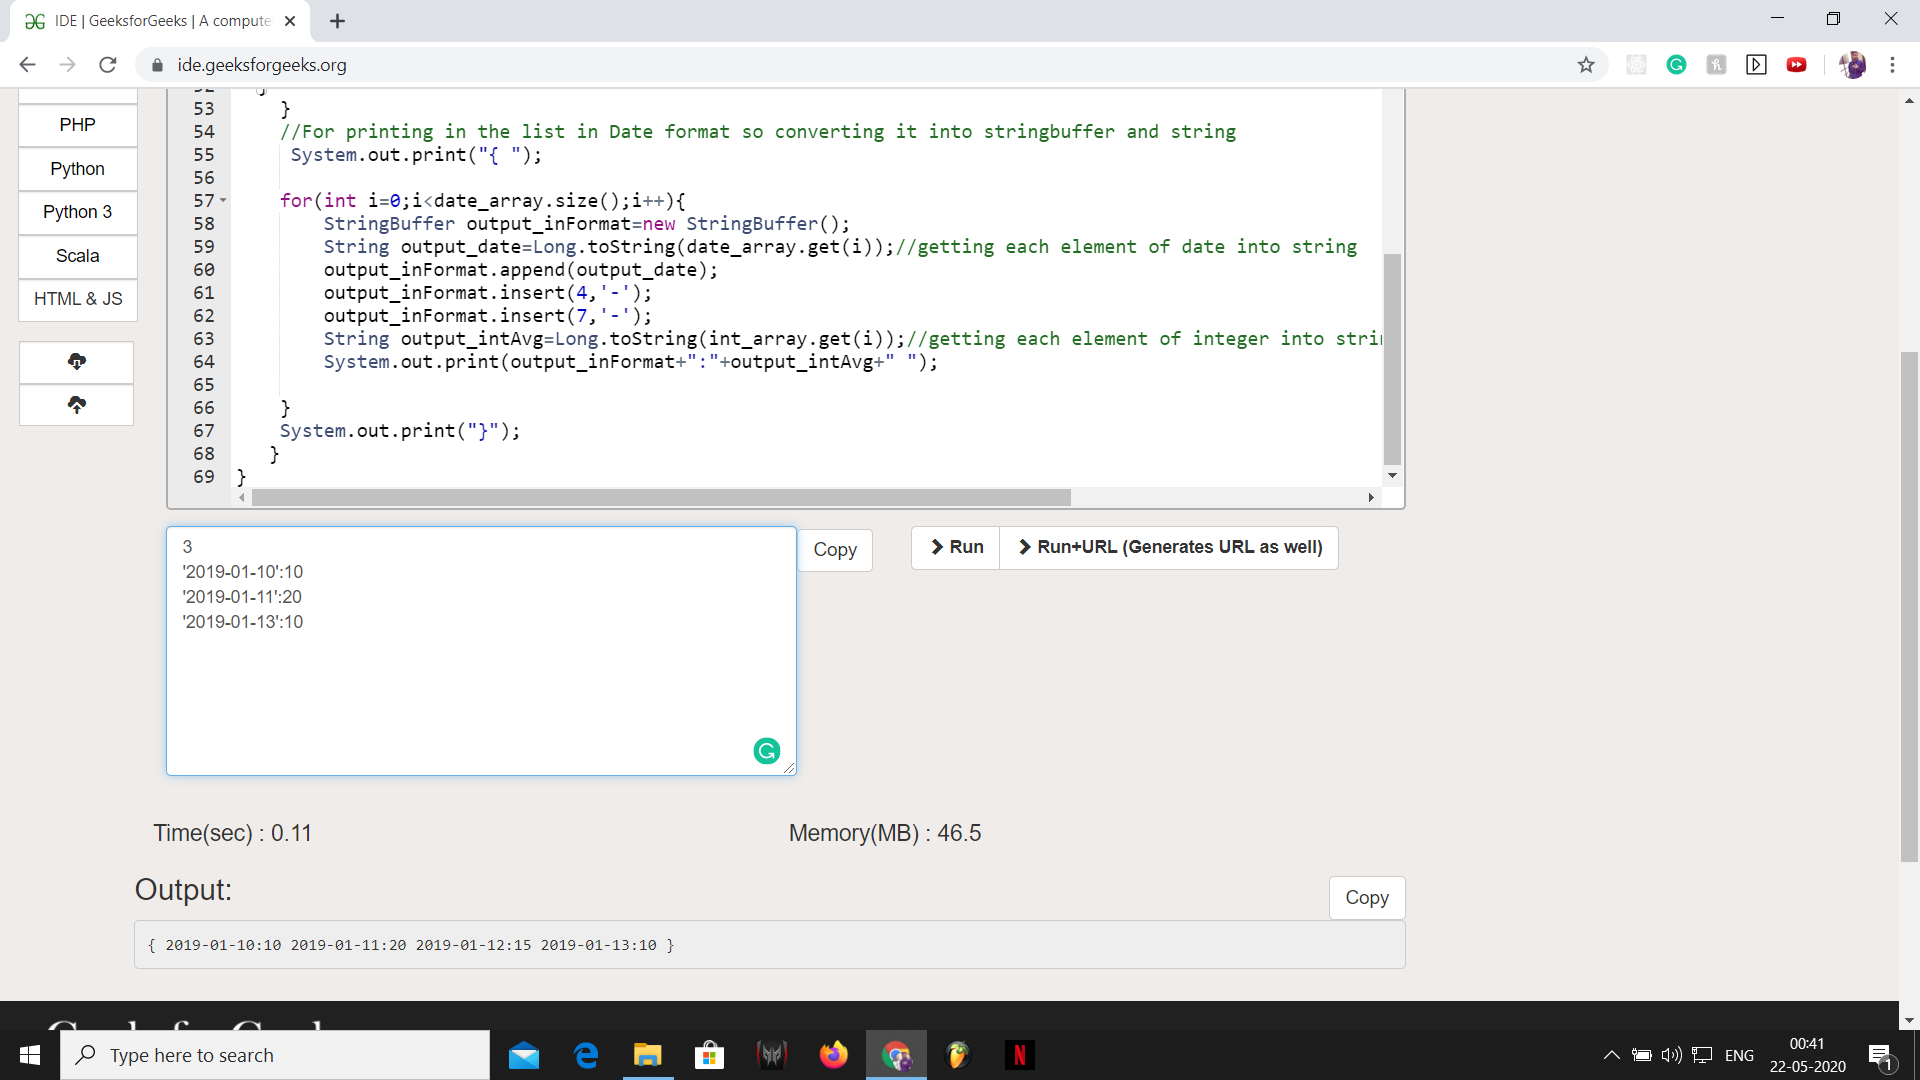 IDE | GeeksforGeeks | A compute
ide.geeksforgeeks.org
PHP
Python
Python 3
Scala
HTML & JS
52 }
53 }
54 //For printing in the list in Date format so converting it into stringbuffer and string
55 System.out.print("{ ");
56
57 for(int i=0;i<date_array.size();i++){
58 StringBuffer output_inFormat=new StringBuffer();
59 String output_date=Long.toString(date_array.get(i));//getting each element of date into string
60 output_inFormat.append(output_date);
61 output_inFormat.insert(4,'-');
62 output_inFormat.insert(7,'-');
63 String output_intAvg=Long.toString(int_array.get(i));//getting each element of integer into stri
64 System.out.print(output_inFormat+":"+output_intAvg+" ");
65
66 }
67 System.out.print("}");
68 }
69 }
3
'2019-01-10':10
'2019-01-11':20
'2019-01-13':10
Copy
Run
Run+URL (Generates URL as well)
Time(sec) : 0.11
Memory(MB) : 46.5
Output:
Copy
{ 2019-01-10:10 2019-01-11:20 2019-01-12:15 2019-01-13:10 }
Type here to search
ENG
00:41
22-05-2020
1